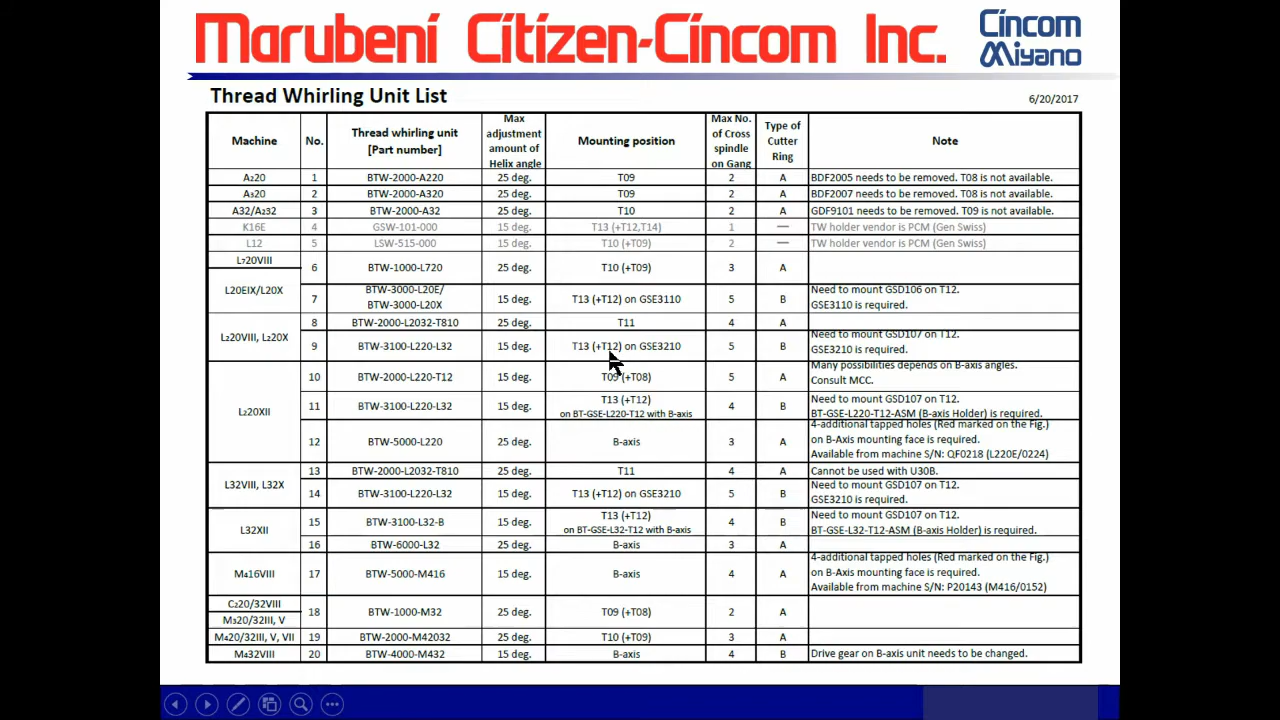 Marubeni Citizen-Cincom Inc.
Cincom
Miyano
Thread Whirling Unit List
6/20/2017
Machine No. Thread whirling unit [Part number] Max adjustment amount of Helix angle Mounting position Max No. of Cross spindle on Gang Type of Cutter Ring Note
A220 1 BTW-2000-A220 25 deg. T09 2 A BDF2005 needs to be removed. T08 is not available.
A320 2 BTW-2000-A320 25 deg. T09 2 A BDF2007 needs to be removed. T08 is not available.
A32/A232 3 BTW-2000-A32 25 deg. T10 2 A GDF9101 needs to be removed. T09 is not available.
K16E 4 GSW-101-000 15 deg. T13 (+T12,T14) 1 — TW holder vendor is PCM (Gen Swiss)
L12 5 LSW-515-000 15 deg. T10 (+T09) 2 — TW holder vendor is PCM (Gen Swiss)
L720VIII
6 BTW-1000-L720 25 deg. T10 (+T09) 3 A
L20EIX/L20X
7 BTW-3000-L20E/ BTW-3000-L20X 15 deg. T13 (+T12) on GSE3110 5 B Need to mount GSD106 on T12.
GSE3110 is required.
8 BTW-2000-L2032-T810 25 deg. T11 4 A
L220VIII, L220X
9 BTW-3100-L220-L32 15 deg. T13 (+T12) on GSE3210 5 B Need to mount GSD107 on T12.
GSE3210 is required.
10 BTW-2000-L220-T12 15 deg. T09 (+T08) 5 A Many possibilities depends on B-axis angles.
Consult MCC.
L220XII
11 BTW-3100-L220-L32 15 deg. T13 (+T12) on BT-GSE-L220-T12 with B-axis 4 B Need to mount GSD107 on T12.
BT-GSE-L220-T12-ASM (B-axis Holder) is required.
12 BTW-5000-L220 25 deg. B-axis 3 A 4-additional tapped holes (Red marked on the Fig.)
on B-Axis mounting face is required.
Available from machine S/N: QF0218 (L220E/0224)
13 BTW-2000-L2032-T810 25 deg. T11 4 A Cannot be used with U30B.
L32VIII, L32X
14 BTW-3100-L220-L32 15 deg. T13 (+T12) on GSE3210 5 B Need to mount GSD107 on T12.
GSE3210 is required.
L32XII
15 BTW-3100-L32-B 15 deg. T13 (+T12) on BT-GSE-L32-T12 with B-axis 4 B Need to mount GSD107 on T12.
BT-GSE-L32-T12-ASM (B-axis Holder) is required.
16 BTW-6000-L32 25 deg. B-axis 3 A
M416VIII 17 BTW-5000-M416 25 deg. B-axis 4 A 4-additional tapped holes (Red marked on the Fig.)
on B-Axis mounting face is required.
Available from machine S/N: P20143 (M416/0152)
C220/32VIII
18 BTW-1000-M32 25 deg. T09 (+T08) 2 A
M320/32III, V
M420/32III, V, VII 19 BTW-2000-M42032 25 deg. T10 (+T09) 3 A
M432VIII 20 BTW-4000-M432 15 deg. B-axis 4 B Drive gear on B-axis unit needs to be changed.